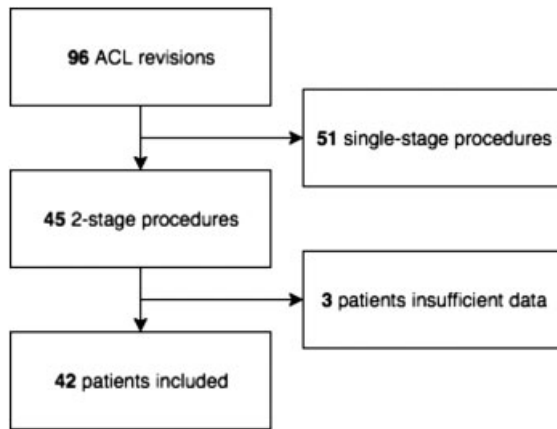 96 ACL revisions
51 single-stage procedures
45 2-stage procedures
3 patients insufficient data
42 patients included